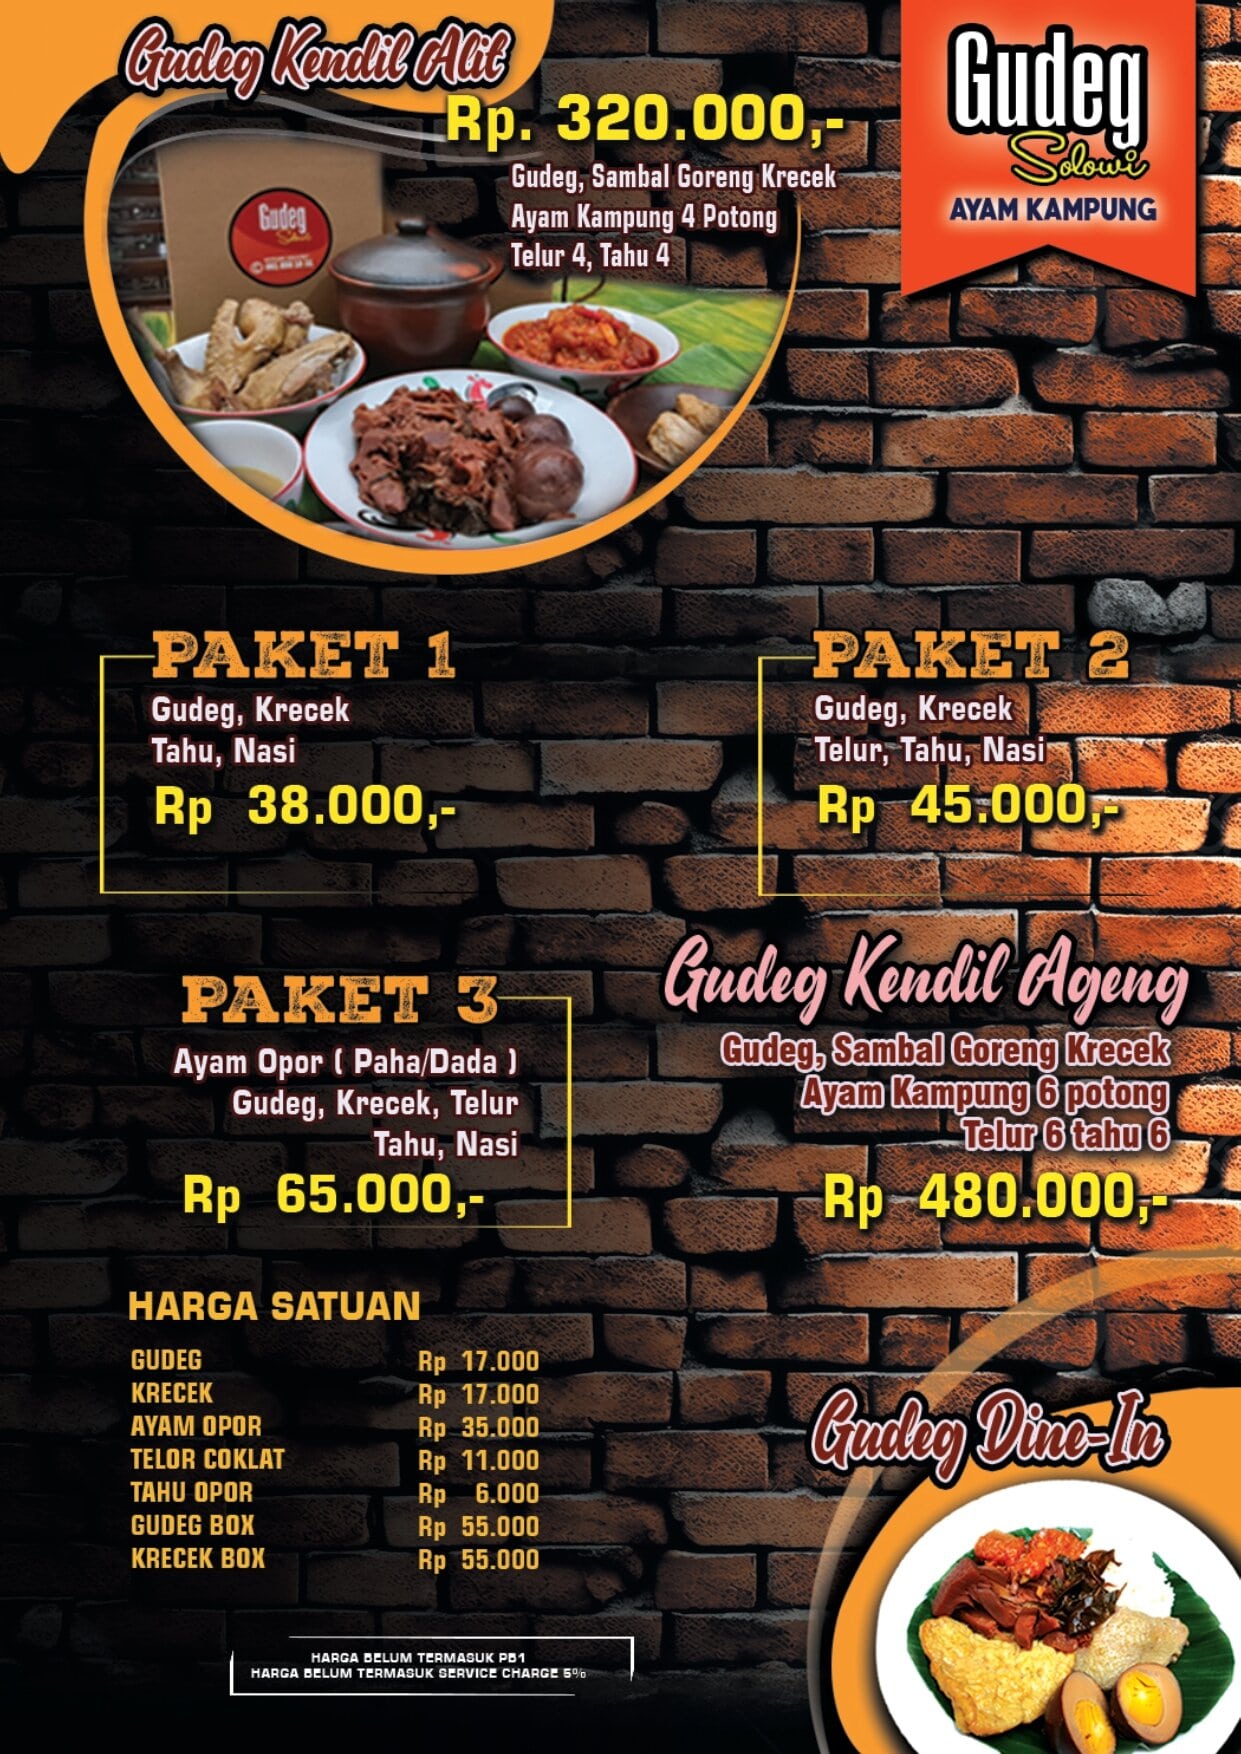 Gudeg Kendil Alit
Rp. 320.000,-
Gudeg, Sambal Goreng Krecek
Ayam Kampung 4 Potong
Telur 4, Tahu 4
Gudeg
Solowi
AYAM KAMPUNG
Gudeg
PAKET 1
Gudeg, Krecek
Tahu, Nasi
Rp 38.000,-
PAKET 2
Gudeg, Krecek
Telur, Tahu, Nasi
Rp 45.000,-
PAKET 3
Ayam Opor ( Paha/Dada )
Gudeg, Krecek, Telur
Tahu, Nasi
Rp 65.000,-
Gudeg Kendil Ageng
Gudeg, Sambal Goreng Krecek
Ayam Kampung 6 potong
Telur 6 tahu 6
Rp 480.000,-
HARGA SATUAN
GUDEG Rp 17.000
KRECEK Rp 17.000
AYAM OPOR Rp 35.000
TELOR COKLAT Rp 11.000
TAHU OPOR Rp 6.000
GUDEG BOX Rp 55.000
KRECEK BOX Rp 55.000
Gudeg Dine-In
HARGA BELUM TERMASUK PB1
HARGA BELUM TERMASUK SERVICE CHARGE 5%